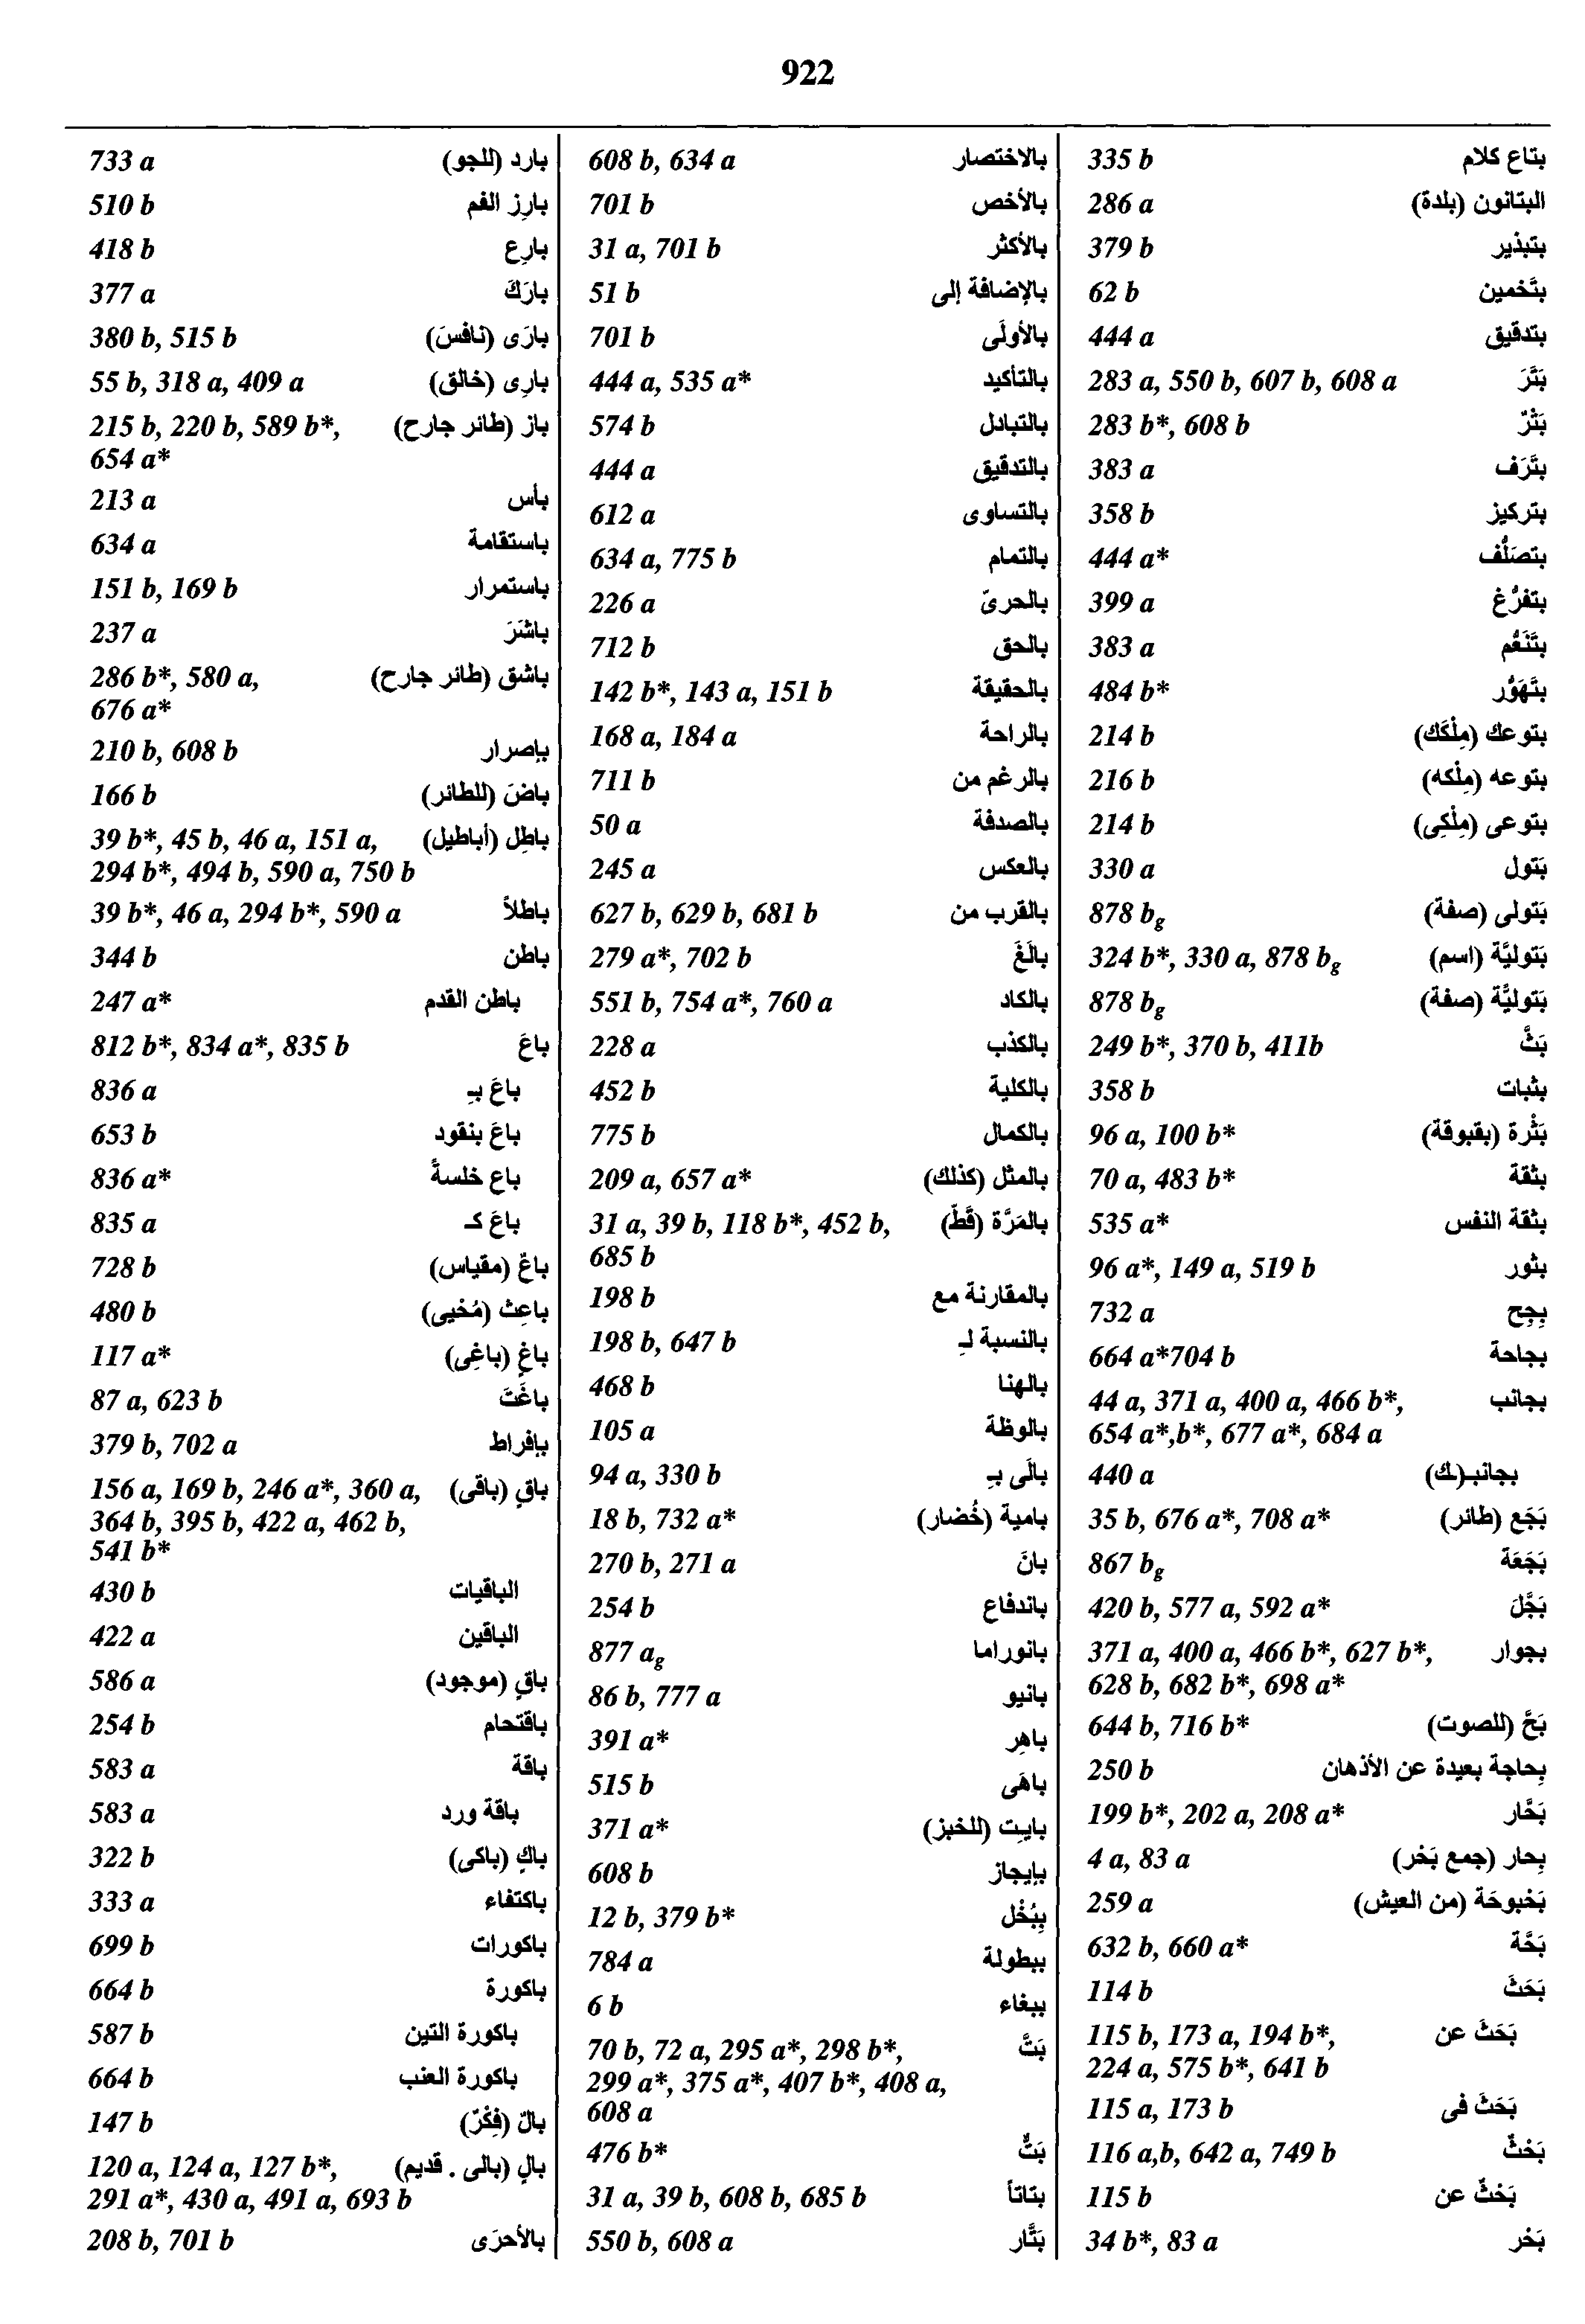 922
733 a بارد (للجو)
510 b بارِز الفم
418 b بارِع
377 a بارَكَ
380 b, 515 b بارَى (نافَسَ)
55 b, 318 a, 409 a بارِى (خالق)
215 b, 220 b, 589 b*, باز (طائر جارح)
654 a*
213 a بأس
634 a باستقامة
151 b, 169 b باستمرار
237 a باشَرَ
286 b*, 580 a, باشق (طائر جارح)
676 a*
210 b, 608 b بإصرار
166 b باضَ (للطائر)
39 b*, 45 b, 46 a, 151 a, باطِل (أباطيل)
294 b*, 494 b, 590 a, 750 b
39 b*, 46 a, 294 b*, 590 a باطلاً
344 b باطن
247 a* باطن القدم
812 b*, 834 a*, 835 b باعَ
836 a باعَ بـِ
653 b باعَ بنقود
836 a* باع خلسةً
835 a باعَ كـ
728 b باعٌ (مقياس)
480 b باعِث (مُحْيى)
117 a* باغٍ (باغِى)
87 a, 623 b باغَتَ
379 b, 702 a بإفراط
156 a, 169 b, 246 a*, 360 a, باقٍ (باقى)
364 b, 395 b, 422 a, 462 b,
541 b*
430 b الباقيات
422 a الباقين
586 a باقٍ (موجود)
254 b باقتحام
583 a باقة
583 a باقة ورد
322 b باكٍ (باكى)
333 a باكتفاء
699 b باكورات
664 b باكورة
587 b باكورة التين
664 b باكورة العنب
147 b بالٌ (فِكْرٌ)
120 a, 124 a, 127 b*, بالٍ (بالى . قديم)
291 a*, 430 a, 491 a, 693 b
208 b, 701 b بالأحرَى
608 b, 634 a بالاختصار
701 b بالأخص
31 a, 701 b بالأكثر
51 b بالإضافة إلى
701 b بالأولَى
444 a, 535 a* بالتأكيد
574 b بالتبادل
444 a بالتدقيق
612 a بالتساوى
634 a, 775 b بالتمام
226 a بالحرىّ
712 b بالحق
142 b*, 143 a, 151 b بالحقيقة
168 a, 184 a بالراحة
711 b بالرغم من
50 a بالصدفة
245 a بالعكس
627 b, 629 b, 681 b بالقرب من
279 a*, 702 b بالَغَ
551 b, 754 a*, 760 a بالكاد
228 a بالكذب
452 b بالكلية
775 b بالكمال
209 a, 657 a* بالمثل (كذلك)
31 a, 39 b, 118 b*, 452 b, بالمَرَّة (قَطّ)
685 b
198 b بالمقارنة مع
198 b, 647 b بالنسبة لـِ
468 b بالهنا
105 a بالوظة
94 a, 330 b بالَى بـِ
18 b, 732 a* بامية (خُضار)
270 b, 271 a بانَ
254 b باندفاع
877 ag بانوراما
86 b, 777 a بانيو
391 a* باهِر
515 b باهَى
371 a* بايِت (للخبز)
608 b بإيجاز
12 b, 379 b* بِبُخْل
784 a ببطولة
6 b ببغاء
70 b, 72 a, 295 a*, 298 b*, بَتَّ
299 a*, 375 a*, 407 b*, 408 a,
608 a
476 b* بَتٌّ
31 a, 39 b, 608 b, 685 b بتاتاً
550 b, 608 a بَتَّار
335 b بتاع كلام
286 a البتانون (بلدة)
379 b بتبذير
62 b بتَخمين
444 a بتدقيق
283 a, 550 b, 607 b, 608 a بَتَرَ
283 b*, 608 b بَتْرٌ
383 a بتَرَف
358 b بتركيز
444 a* بتصَلُّف
399 a بتفرُّغ
383 a بتَنَعُّم
484 b* بتَهَوُّر
214 b بتوعك (مِلْكَك)
216 b بتوعه (مِلْكه)
214 b بتوعى (مِلْكِى)
330 a بَتول
878 bg بَتولى (صفة)
324 b*, 330 a, 878 bg بَتوليَّة (اسم)
878 bg بَتوليَّة (صفة)
249 b*, 370 b, 411b بَثَّ
358 b بثبات
96 a, 100 b* بَثْرة (بقبوقة)
70 a, 483 b* بثقة
535 a* بثقة النفس
96 a*, 149 a, 519 b بثور
732 a بِجِح
664 a*704 b بجاحة
44 a, 371 a, 400 a, 466 b*, بجانب
654 a*,b*, 677 a*, 684 a
440 a بجانبـ(ـك)
35 b, 676 a*, 708 a* بَجَع (طائر)
867 bg بَجَعَة
420 b, 577 a, 592 a* بَجَّلَ
371 a, 400 a, 466 b*, 627 b*, بجوار
628 b, 682 b*, 698 a*
644 b, 716 b* بَحَّ (للصوت)
250 b بِحاجة بعيدة عن الأذهان
199 b*, 202 a, 208 a* بَحَّار
4 a, 83 a بِحار (جمع بَحْر)
259 a بَحْبوحَة (من العيش)
632 b, 660 a* بَحَّة
114 b بَحَثَ
115 b, 173 a, 194 b*, بَحَثَ عن
224 a, 575 b*, 641 b
115 a, 173 b بَحَثَ فى
116 a,b, 642 a, 749 b بَحْثٌ
115 b بَحْثٌ عن
34 b*, 83 a بَحْر